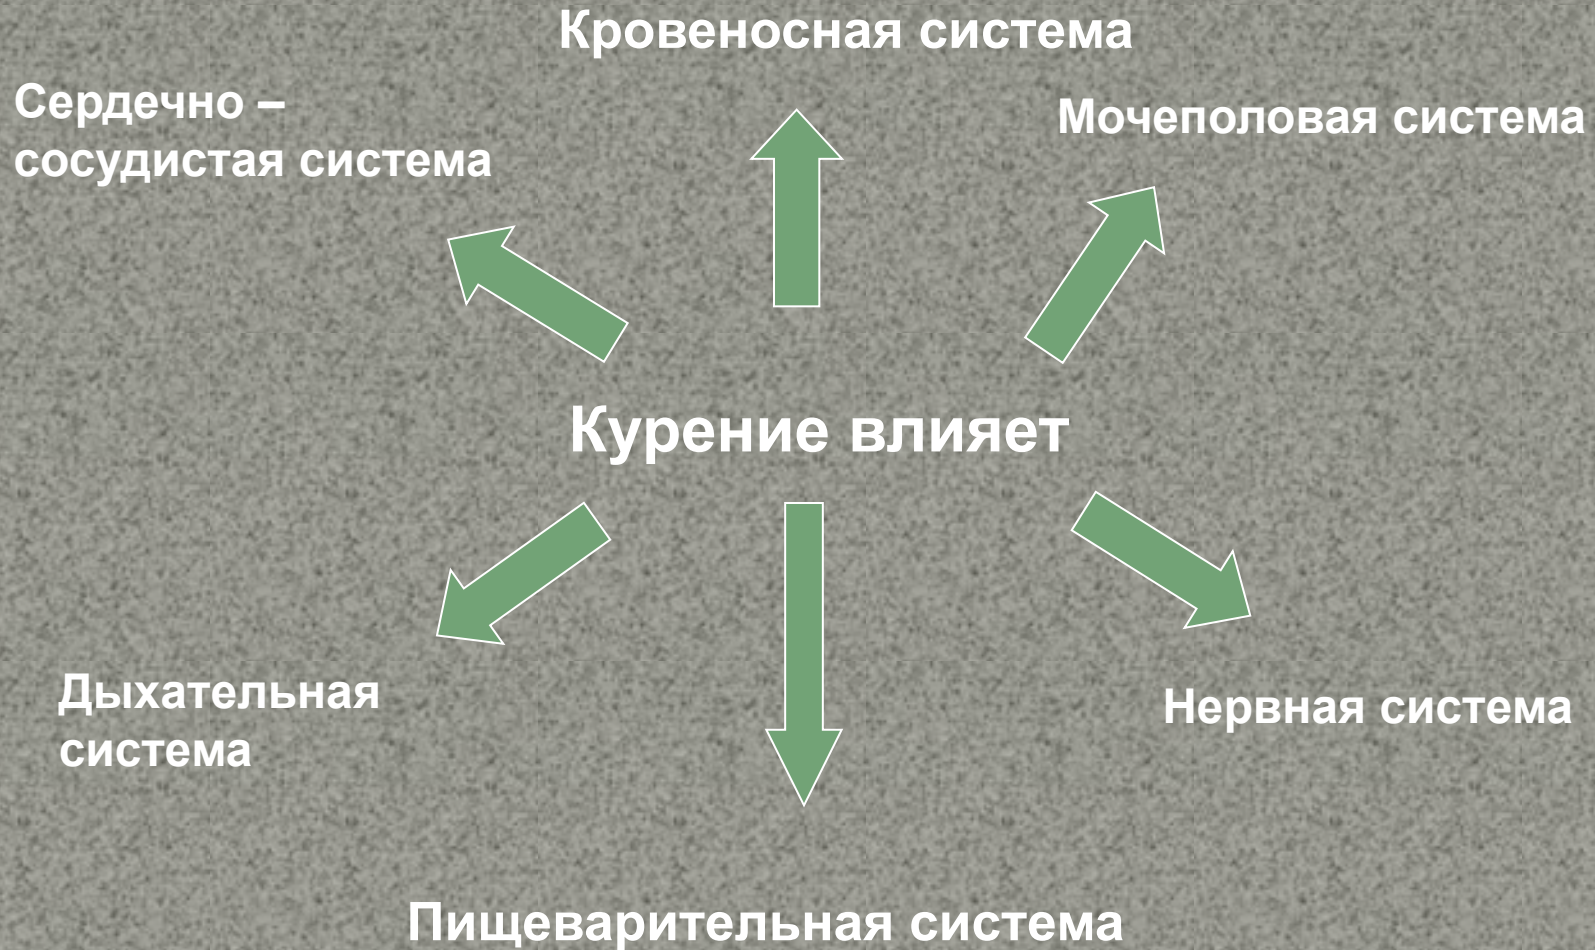 Кровеносная система
Сердечно –
сосудистая система
Мочеполовая система
Курение влияет
Дыхательная
система
Нервная система
Пищеварительная система